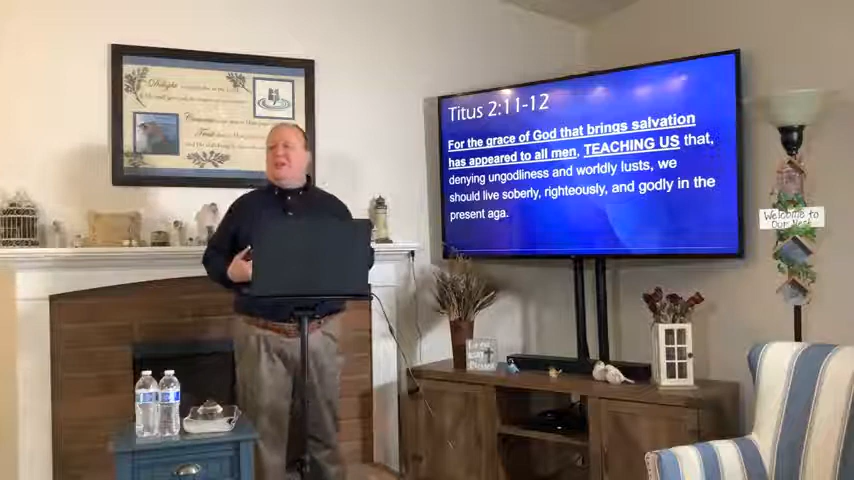 Delight
Trust
Titus 2:11-12
For the grace of God that brings salvation
has appeared to all men, TEACHING US that,
denying ungodliness and worldly lusts, we
should live soberly, righteously, and godly in the
present aga.
Welcome to
Our Nest